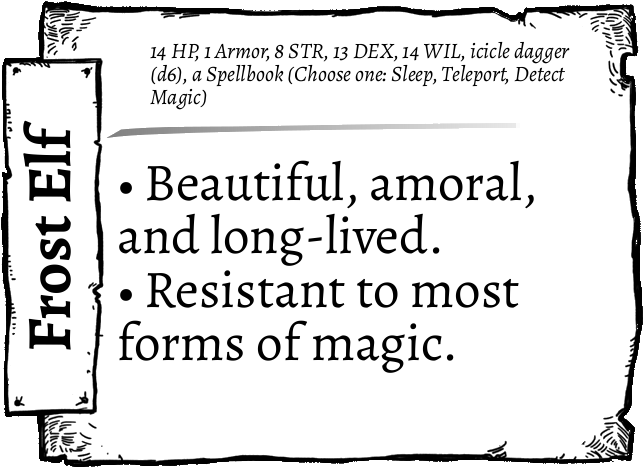 Frost Elf
14 HP, 1 Armor, 8 STR, 13 DEX, 14 WIL, icicle dagger
(d6), a Spellbook (Choose one: Sleep, Teleport, Detect
Magic)
• Beautiful, amoral,
and long-lived.
• Resistant to most
forms of magic.